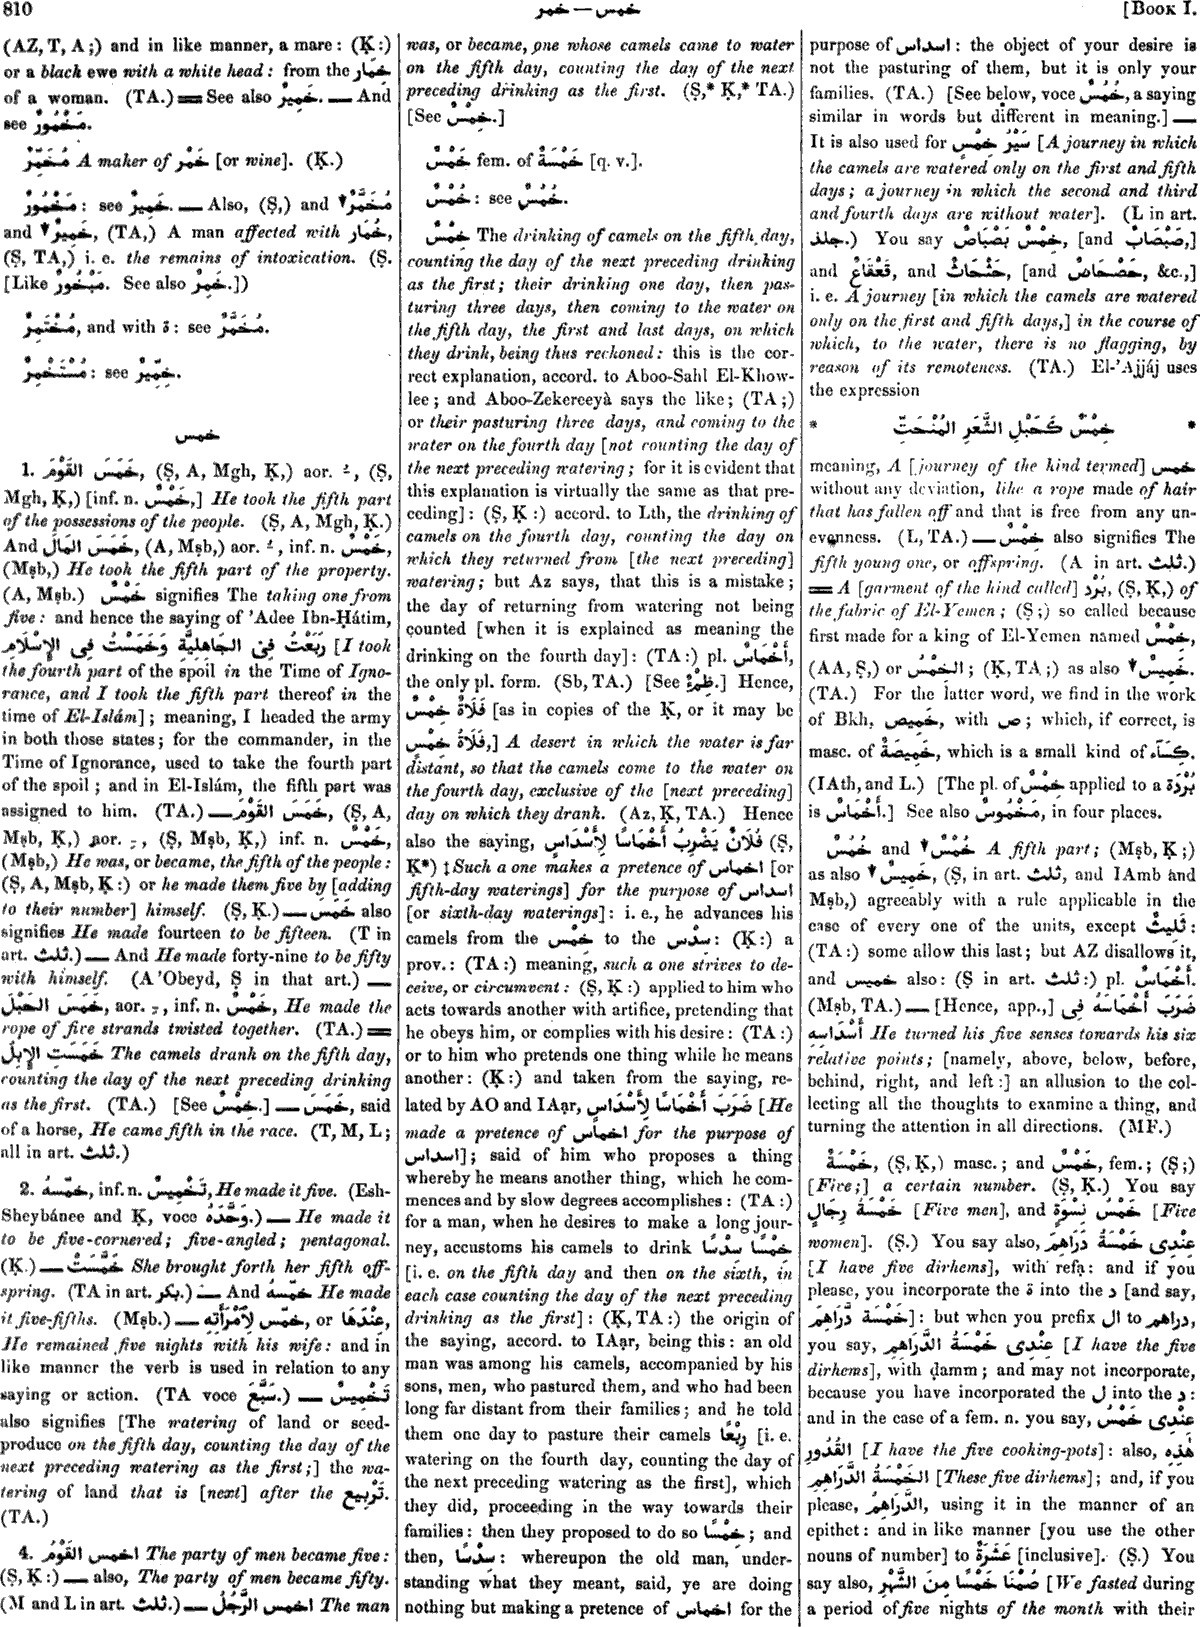 810
خمس — خمر
[BOOK I.
(AZ, T, A;) and in like manner, a mare: (Ḳ:)
or a black ewe with a white head: from the خِمَار
of a woman. (TA.) ═ See also خَمِيرٌ. — And
see مَخْمُورٌ.
مُخَمِّرٌ A maker of خَمْر [or wine]. (Ḳ.)
مَخْمُورٌ: see خَمِيرٌ. — Also, (Ṣ,) and ▼ مُخَمَّرٌ
and ▼ خَمِيرٌ, (TA,) A man affected with خُمَار,
(Ṣ, TA,) i. e. the remains of intoxication. (Ṣ.
[Like مَبْخُورٌ. See also خَمِرٌ.])
مُخْتَمِرٌ, and with ة: see مُخَمَّرٌ.
مُسْتَخْمِرٌ: see خِمِّيرٌ.
خمس
1. خَمَسَ القَوْمَ, (Ṣ, A, Mgh, Ḳ,) aor. ـُ, (Ṣ,
Mgh, Ḳ,) [inf. n. خَمْسٌ,] He took the fifth part
of the possessions of the people. (Ṣ, A, Mgh, Ḳ.)
And خَمَسَ المَالَ, (A, Mṣb,) aor. ـُ, inf. n. خَمْسٌ,
(Mṣb,) He took the fifth part of the property.
(A, Mṣb.) خَمْسٌ signifies The taking one from
five: and hence the saying of 'Adee Ibn-Ḥátim,
رَبَعْتُ فِى الجَاهِلِيَّةِ وَخَمَسْتُ فِى الإِسْلَامِ [I took
the fourth part of the spoil in the Time of Igno-
rance, and I took the fifth part thereof in the
time of El-Islám]; meaning, I headed the army
in both those states; for the commander, in the
Time of Ignorance, used to take the fourth part
of the spoil; and in El-Islám, the fifth part was
assigned to him. (TA.) — خَمَسَ القَوْمَ, (Ṣ, A,
Mṣb, Ḳ,) aor. ـِ, (Ṣ, Mṣb, Ḳ,) inf. n. خَمْسٌ,
(Mṣb,) He was, or became, the fifth of the people:
(Ṣ, A, Mṣb, Ḳ:) or he made them five by [adding
to their number] himself. (Ṣ, Ḳ.) — خَمَسَ also
signifies He made fourteen to be fifteen. (T in
art. ثلث.) — And He made forty-nine to be fifty
with himself. (A 'Obeyd, Ṣ in that art.) —
خَمَسَ الحَبْلَ, aor. ـِ, inf. n. خَمْسٌ, He made the
rope of five strands twisted together. (TA.) ═
خَمَسَتِ الإِبِلُ The camels drank on the fifth day,
counting the day of the next preceding drinking
as the first. (TA.) [See خِمْسٌ.] — خَمَسَ, said
of a horse, He came fifth in the race. (T, M, L;
all in art. ثلث.)
2. خَمَّسَهُ, inf. n. تَخْمِيسٌ, He made it five. (Esh-
Sheybánee and Ḳ, voce وَحَّدَهُ.) — He made it
to be five-cornered; five-angled; pentagonal.
(Ḳ.) — خَمَّسَتْ She brought forth her fifth off-
spring. (TA in art. بكر.) — And خَمَّسَهُ He made
it five-fifths. (Mṣb.) — خَمَّسَ لِٱمْرَأَتِهِ, or عِنْدَهَا,
He remained five nights with his wife: and in
like manner the verb is used in relation to any
saying or action. (TA voce سَبَّعَ.) — تَخْمِيسٌ
also signifies [The watering of land or seed-
produce on the fifth day, counting the day of the
next preceding watering as the first;] the wa-
tering of land that is [next] after the تَرْبِيع.
(TA.)
4. اخمس القَوْمُ The party of men became five:
(Ṣ, Ḳ:) — also, The party of men became fifty.
(M and L in art. ثلث.) — اخمس الرَّجُلُ The man
was, or became, one whose camels came to water
on the fifth day, counting the day of the next
preceding drinking as the first. (Ṣ,* Ḳ,* TA.)
[See خِمْسٌ.]
خَمْسٌ fem. of خَمْسَةٌ [q. v.].
خُمْسٌ: see خُمُسٌ.
خِمْسٌ The drinking of camels on the fifth day,
counting the day of the next preceding drinking
as the first; their drinking one day, then pas-
turing three days, then coming to the water on
the fifth day, the first and last days, on which
they drink, being thus reckoned: this is the cor-
rect explanation, accord. to Aboo-Sahl El-Khow-
lee; and Aboo-Zekereeyà says the like; (TA;)
or their pasturing three days, and coming to the
water on the fourth day [not counting the day of
the next preceding watering; for it is evident that
this explanation is virtually the same as that pre-
ceding]: (Ṣ, Ḳ:) accord. to Lth, the drinking of
camels on the fourth day, counting the day on
which they returned from [the next preceding]
watering; but Az says, that this is a mistake;
the day of returning from watering not being
counted [when it is explained as meaning the
drinking on the fourth day]: (TA:) pl. أَخْمَاسٌ,
the only pl. form. (Sb, TA.) [See ظِمْءٌ.] Hence,
فَلَاةٌ خِمْسٌ [as in copies of the Ḳ, or it may be
فَلَاةُ خِمْسٍ,] A desert in which the water is far
distant, so that the camels come to the water on
the fourth day, exclusive of the [next preceding]
day on which they drank. (Az, Ḳ, TA.) Hence
also the saying, فُلَانٌ يَضْرِبُ أَخْمَاسًا لِأَسْدَاسٍ (Ṣ,
Ḳ*) ‡ Such a one makes a pretence of اخماس [or
fifth-day waterings] for the purpose of اسداس
[or sixth-day waterings]: i. e., he advances his
camels from the خِمْس to the سِدْس: (Ḳ:) a
prov.: (TA:) meaning, such a one strives to de-
ceive, or circumvent: (Ṣ, Ḳ:) applied to him who
acts towards another with artifice, pretending that
he obeys him, or complies with his desire: (TA:)
or to him who pretends one thing while he means
another: (Ḳ:) and taken from the saying, re-
lated by AO and IAạr, ضَرَبَ أَخْمَاسًا لِأَسْدَاسٍ [He
made a pretence of اخماس for the purpose of
اسداس]; said of him who proposes a thing
whereby he means another thing, which he com-
mences and by slow degrees accomplishes: (TA:)
for a man, when he desires to make a long jour-
ney, accustoms his camels to drink خِمْسًا سِدْسًا
[i. e. on the fifth day and then on the sixth, in
each case counting the day of the next preceding
drinking as the first]: (Ḳ, TA:) the origin of
the saying, accord. to IAạr, being this: an old
man was among his camels, accompanied by his
sons, men, who pastured them, and who had been
long far distant from their families; and he told
them one day to pasture their camels رِبْعًا [i. e.
watering on the fourth day, counting the day of
the next preceding watering as the first], which
they did, proceeding in the way towards their
families: then they proposed to do so خِمْسًا; and
then, سِدْسًا: whereupon the old man, under-
standing what they meant, said, ye are doing
nothing but making a pretence of اخماس for the
purpose of اسداس: the object of your desire is
not the pasturing of them, but it is only your
families. (TA.) [See below, voce خُمُسٌ, a saying
similar in words but different in meaning.] —
It is also used for سَيْرُ خِمْسٍ [A journey in which
the camels are watered only on the first and fifth
days; a journey in which the second and third
and fourth days are without water]. (L in art.
جلذ.) You say خِمْسٌ بَصْبَاصٌ, [and صَبْصَابٌ,]
and قَعْقَاعٌ, and حَثْحَاثٌ, [and حَصْحَاصٌ, &c.,]
i. e. A journey [in which the camels are watered
only on the first and fifth days,] in the course of
which, to the water, there is no flagging, by
reason of its remoteness. (TA.) El-'Ajjáj uses
the expression
* خِمْسٌ كَحَبْلِ الشَّعَرِ المُنْحَتِّ *
meaning, A [journey of the kind termed] خمس
without any deviation, like a rope made of hair
that has fallen off and that is free from any un-
evenness. (L, TA.) — خِمْسٌ also signifies The
fifth young one, or offspring. (A in art. ثلث.)
═ A [garment of the kind called] بُرْد, (Ṣ, Ḳ,) of
the fabric of El-Yemen; (Ṣ;) so called because
first made for a king of El-Yemen named خِمْسٌ,
(AA, Ṣ,) or الخِمْسُ; (Ḳ, TA;) as also ▼ خَمِيسٌ.
(TA.) For the latter word, we find in the work
of Bkh, خَمِيص, with ص; which, if correct, is
masc. of خَمِيصَةٌ, which is a small kind of كِسَآء.
(IAth, and L.) [The pl. of خِمْسٌ applied to a بُرْدَة
is أَخْمَاسٌ.] See also مَخْمُوسٌ, in four places.
خُمُسٌ and ▼ خُمْسٌ A fifth part; (Mṣb, Ḳ;)
as also ▼ خَمِيسٌ, (Ṣ, in art. ثلث, and IAmb and
Mṣb,) agreeably with a rule applicable in the
case of every one of the units, except ثَلِيثٌ:
(TA:) some allow this last; but AZ disallows it,
and خميس also: (Ṣ in art. ثلث:) pl. أَخْمَاسٌ.
(Mṣb, TA.) — [Hence, app.,] ضَرَبَ أَخْمَاسَهُ فِى
أَسْدَاسِهِ He turned his five senses towards his six
relative points; [namely, above, below, before,
behind, right, and left:] an allusion to the col-
lecting all the thoughts to examine a thing, and
turning the attention in all directions. (MF.)
خَمْسَةٌ, (Ṣ, Ḳ,) masc.; and خَمْسٌ, fem.; (Ṣ;)
[Five;] a certain number. (Ṣ, Ḳ.) You say
خَمْسَةُ رِجَالٍ [Five men], and خَمْسُ نِسْوَةٍ [Five
women]. (Ṣ.) You say also, عِنْدِى خَمْسَةُ دَرَاهِمَ
[I have five dirhems], with refạ: and if you
please, you incorporate the ة into the د [and say,
خَمْسَة دَّرَاهِمَ]: but when you prefix ال to دراهم,
you say, عِنْدِى خَمْسَةُ الدَّرَاهِمِ [I have the five
dirhems], with ḍamm; and may not incorporate,
because you have incorporated the ل into the د:
and in the case of a fem. n. you say, عِنْدِى خَمْسُ
القُدُورِ [I have the five cooking-pots]: also, هٰذِهِ
الخَمْسَةُ الدَّرَاهِمِ [These five dirhems]; and, if you
please, الدَّرَاهِمُ, using it in the manner of an
epithet: and in like manner [you use the other
nouns of number] to عَشَرَةٌ [inclusive]. (Ṣ.) You
say also, صُمْنَا خَمْسًا مِنَ الشَّهْرِ [We fasted during
a period of five nights of the month with their